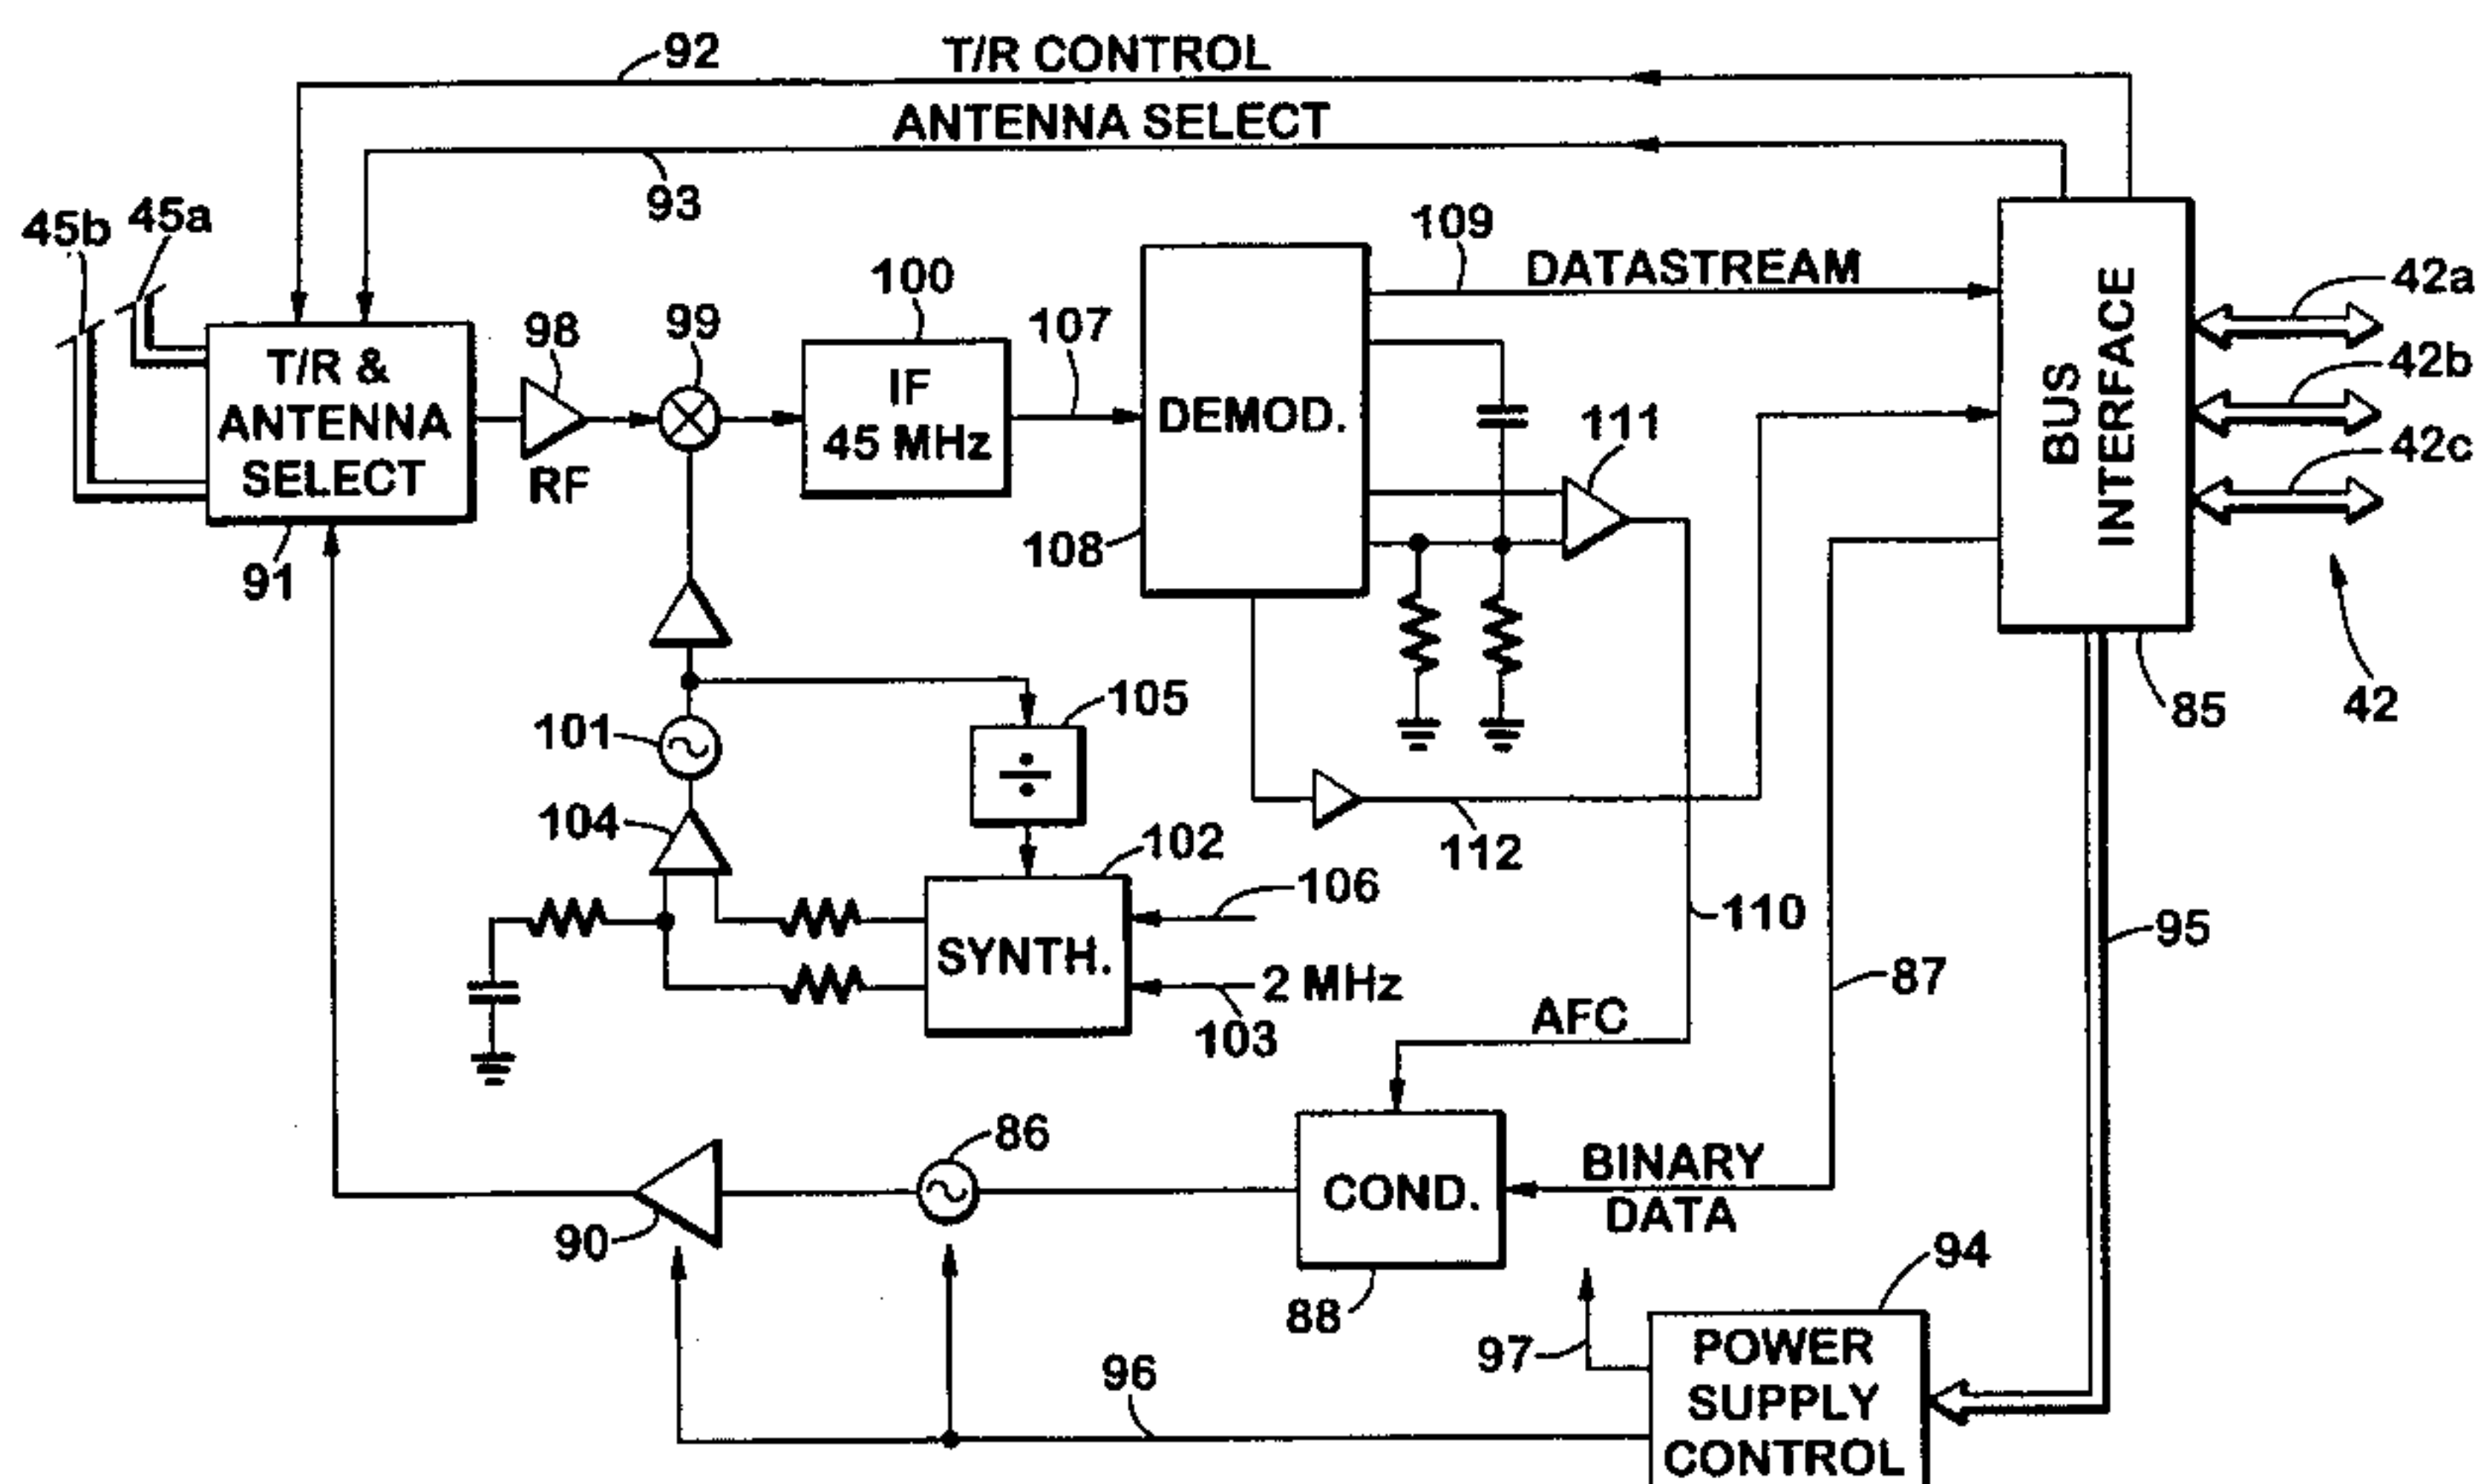 92
T/R CONTROL
ANTENNA SELECT
93
45b
45a
109
DATASTREAM
100
98
99
107
42a
42b
42c
T/R &
ANTENNA
SELECT
RF
IF
45 MHz
DEMOD.
111
BUS
INTERFACE
91
108
105
101
÷
85
42
104
102
112
106
110
95
SYNTH.
2 MHz
103
87
AFC
86
COND.
BINARY
DATA
90
88
94
97
POWER
SUPPLY
CONTROL
96